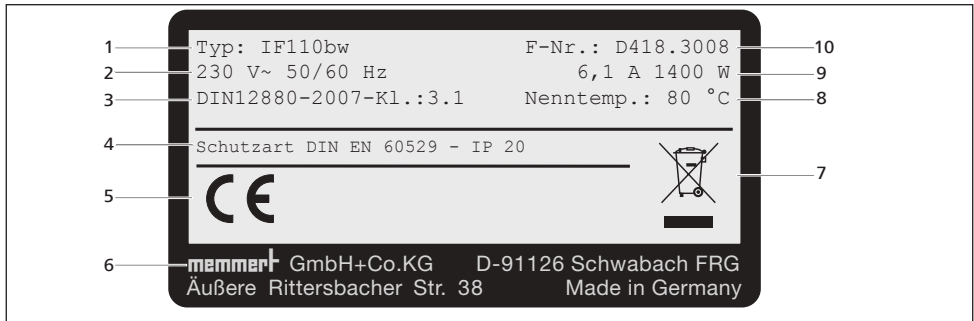 1 Typ: IF110bw F-Nr.: D418.3008 10
2 230 V~ 50/60 Hz 6,1 A 1400 W 9
3 DIN12880-2007-Kl.:3.1 Nenntemp.: 80 °C 8
4 Schutzart DIN EN 60529 - IP 20
7
5 CE
6 memmert GmbH+Co.KG D-91126 Schwabach FRG
Äußere Rittersbacher Str. 38 Made in Germany